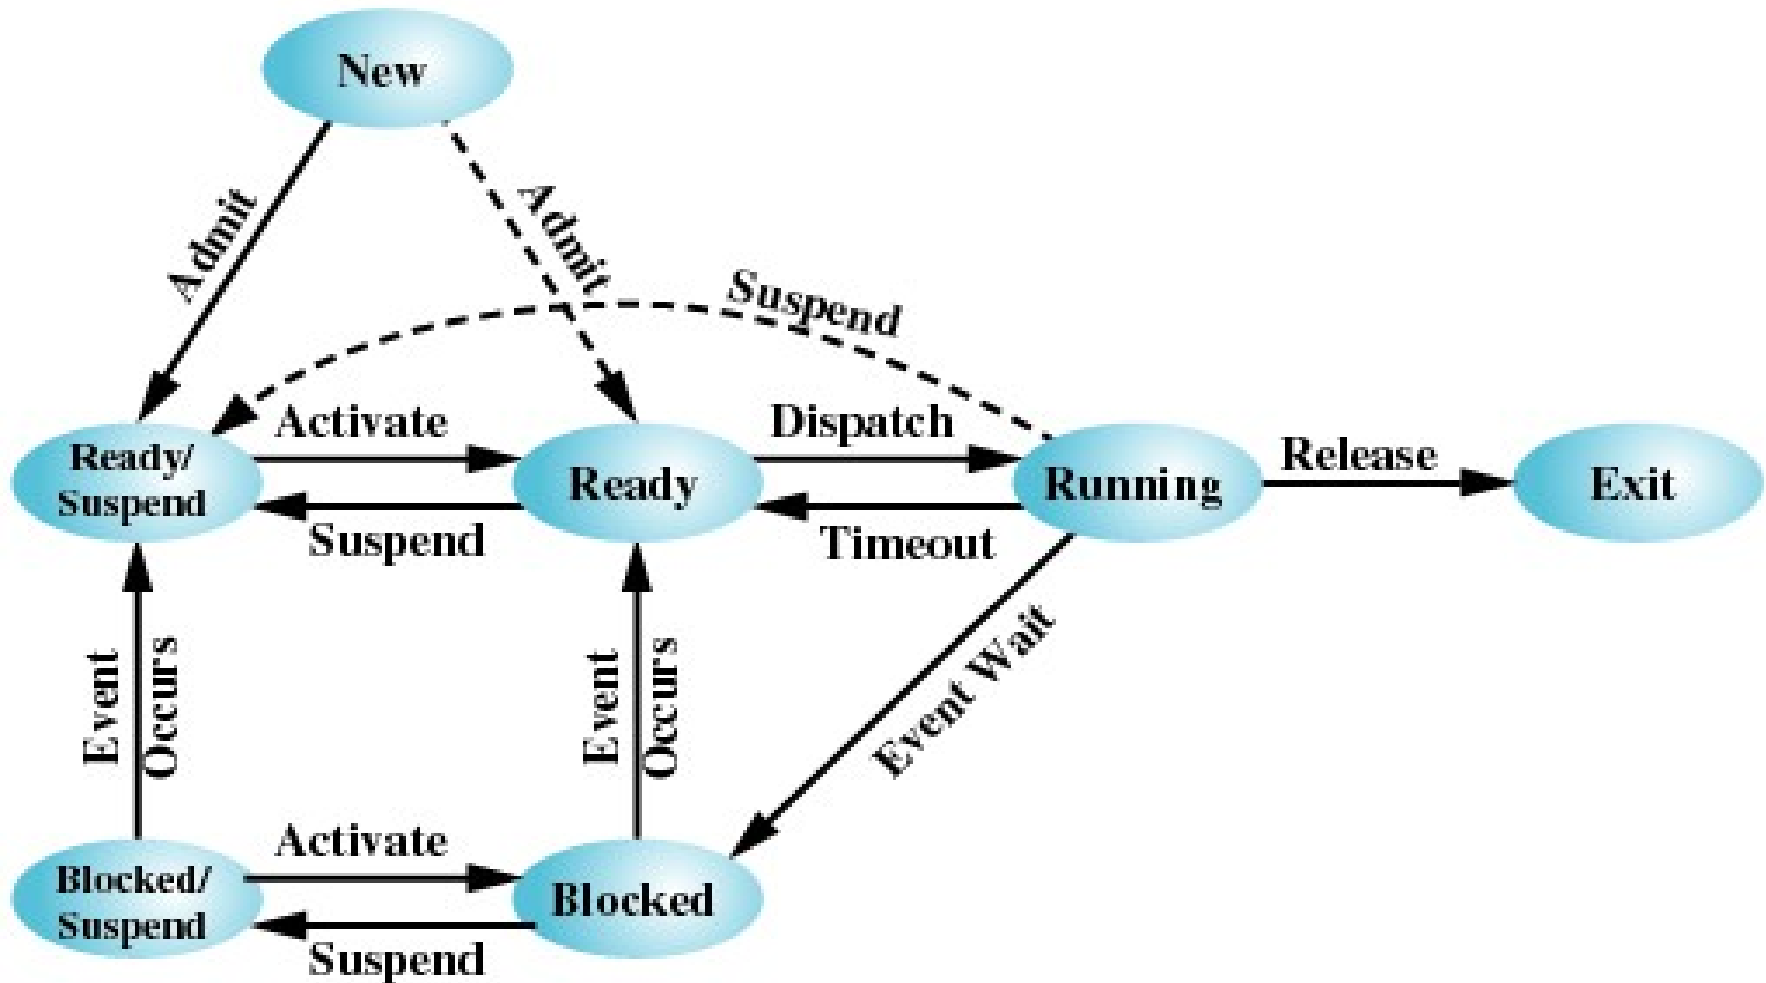 New
Admit
Admit
Suspend
Activate
Dispatch
Ready/
Suspend
Ready
Running
Release
Exit
Suspend
Timeout
Event
Occurs
Event
Occurs
Event Wait
Activate
Blocked/
Suspend
Blocked
Suspend